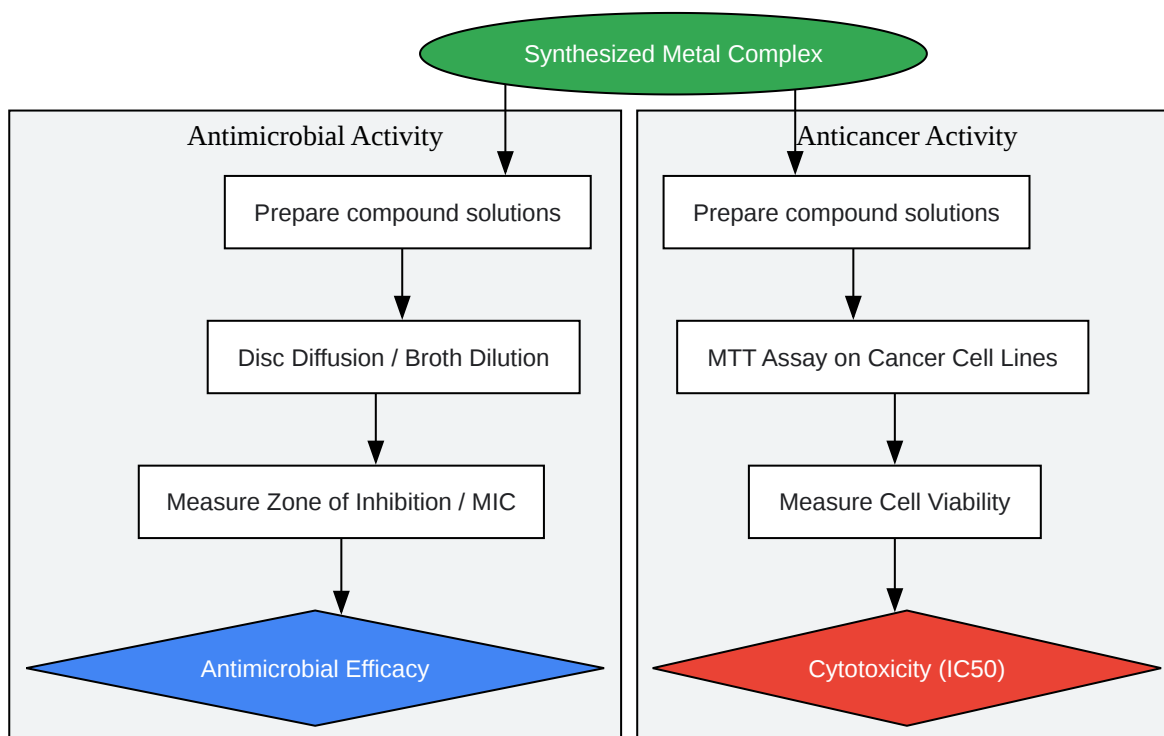 Synthesized Metal Complex
Antimicrobial Activity
Prepare compound solutions
Disc Diffusion / Broth Dilution
Measure Zone of Inhibition / MIC
Antimicrobial Efficacy
Anticancer Activity
Prepare compound solutions
MTT Assay on Cancer Cell Lines
Measure Cell Viability
Cytotoxicity (IC50)